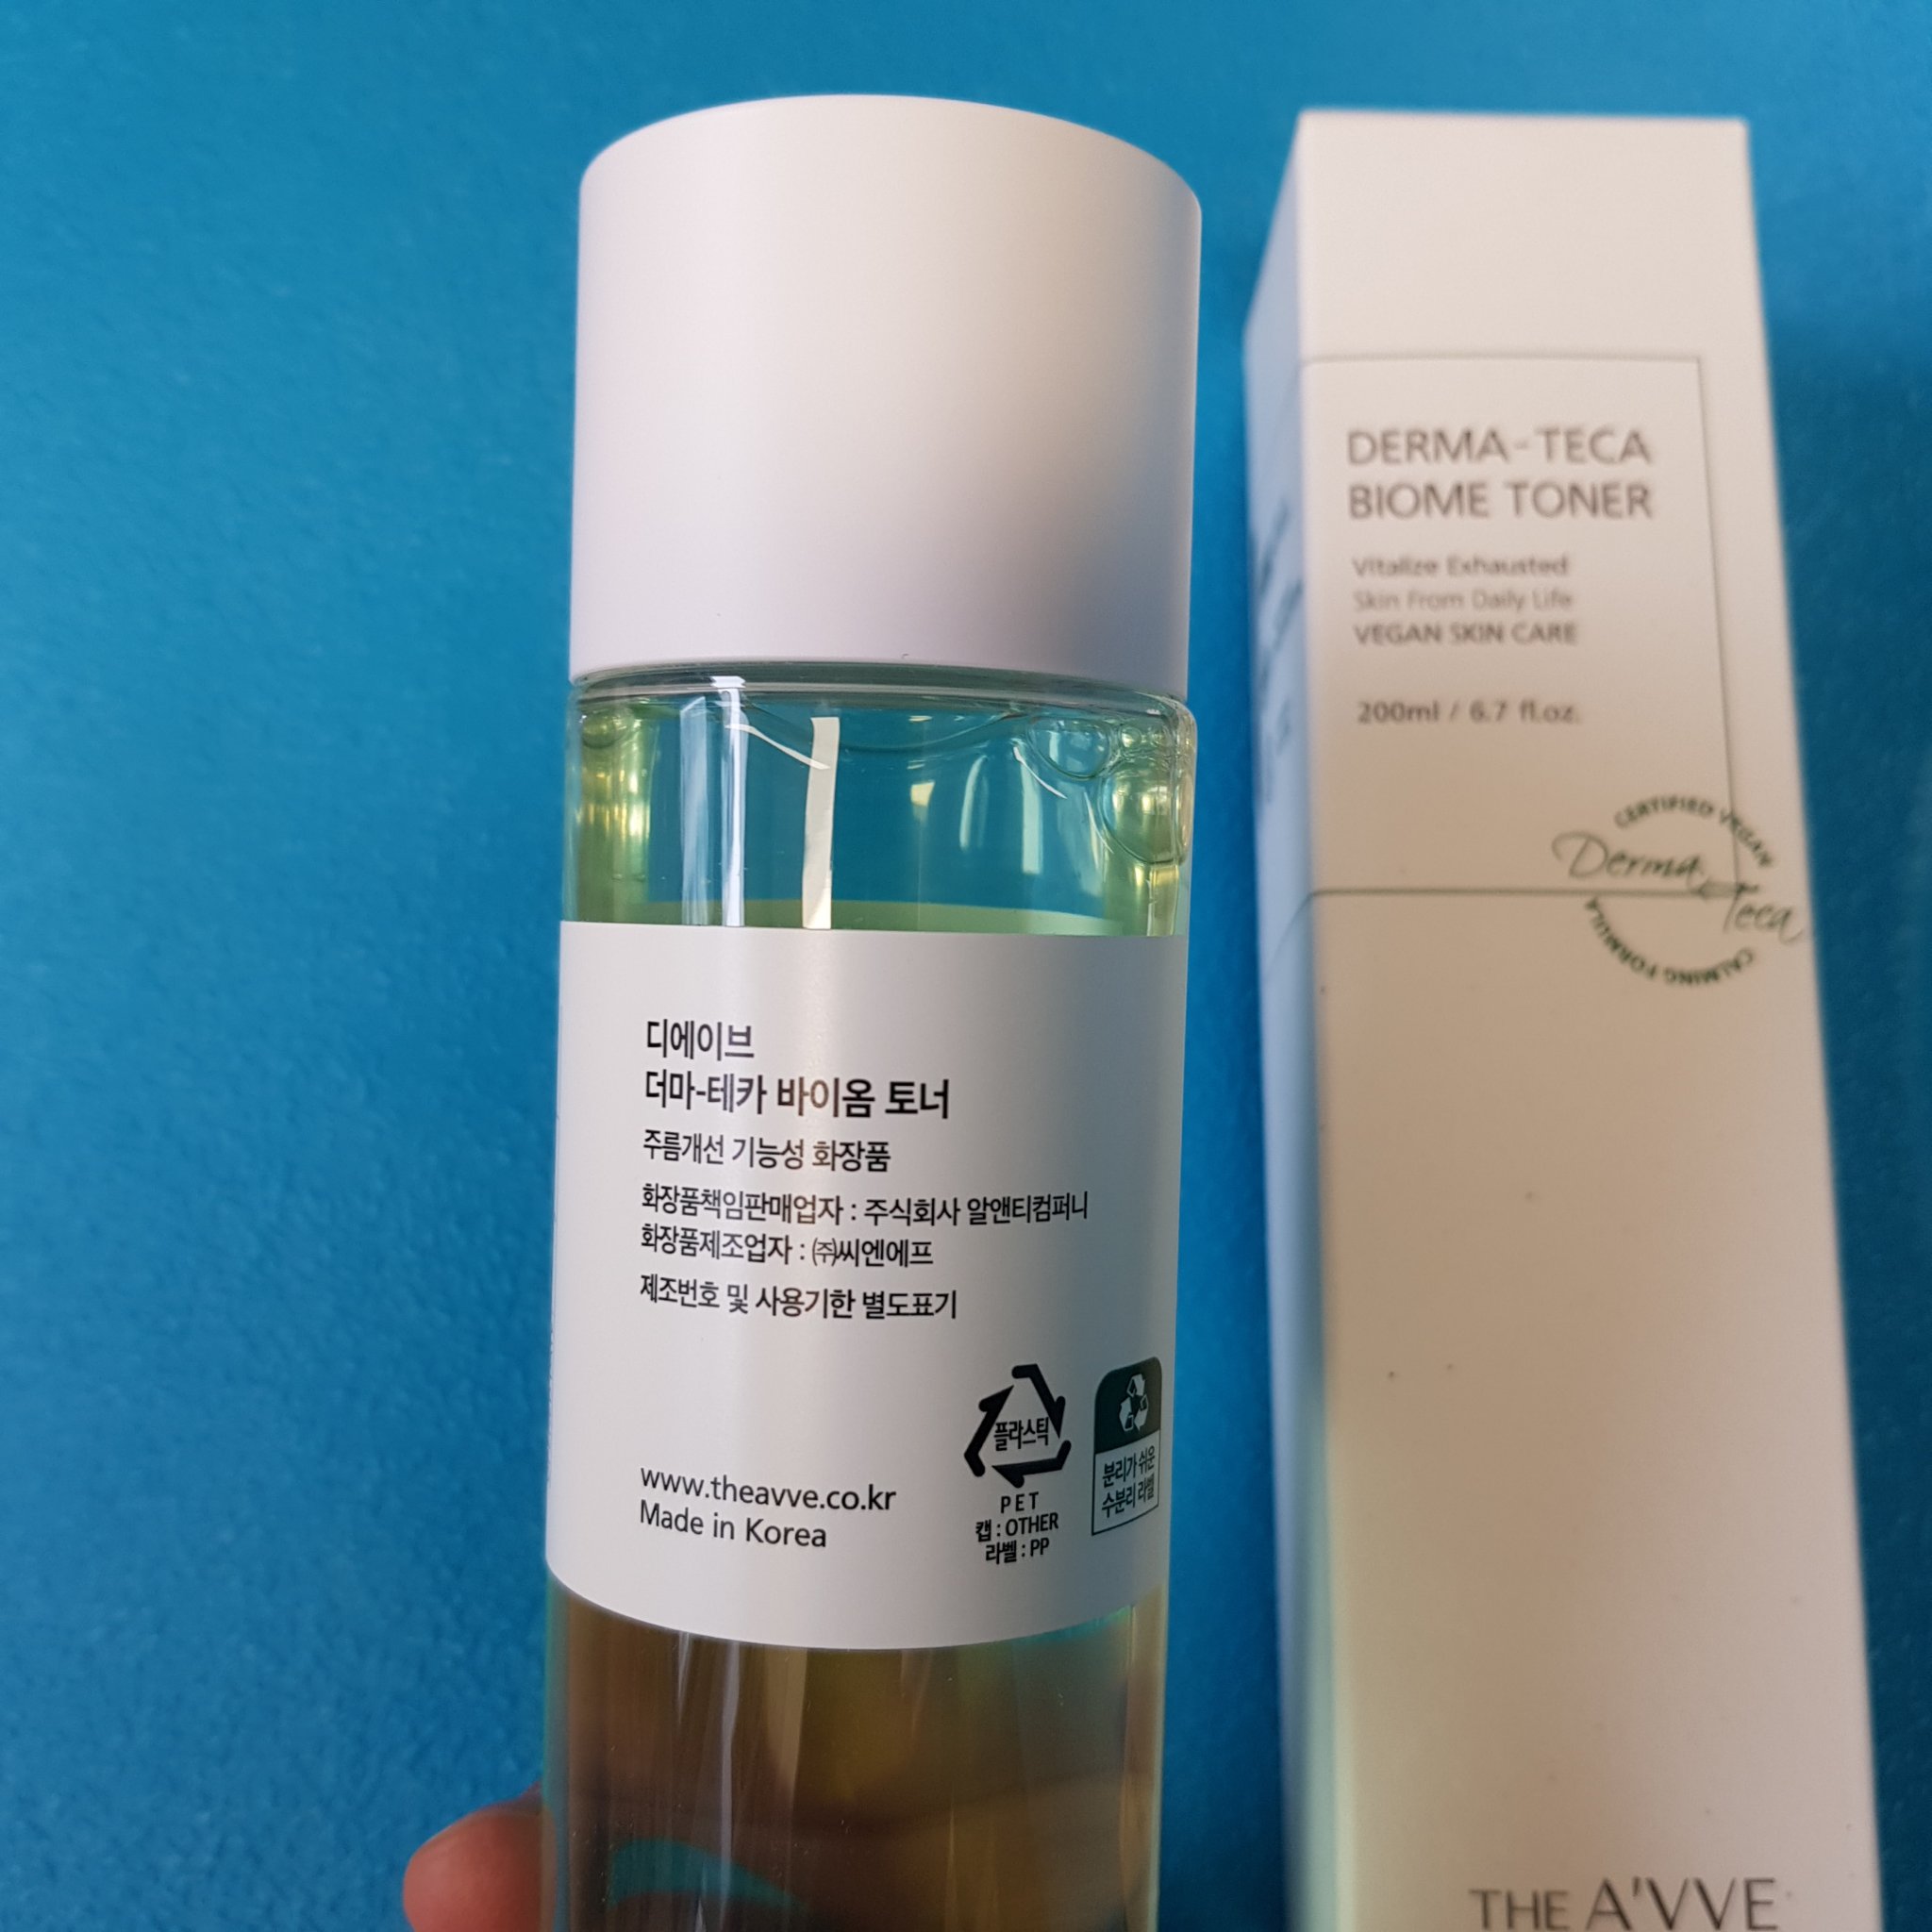 디에이브
더마-테카 바이옴 토너
주름개선 기능성 화장품
화장품책임판매업자 : 주식회사 알앤티컴퍼니
화장품제조업자 : ㈜씨엔에프
제조번호 및 사용기한 별도표기
www.theavve.co.kr
Made in Korea
플라스틱
PET
캡 : OTHER
라벨 : PP
분리가 쉬운
수분리 라벨
DERMA-TECA
BIOME TONER
Vitalize Exhausted
Skin From Daily Life
VEGAN SKIN CARE
200ml / 6.7 fl.oz.
CERTIFIED VEGAN
Derma Teca
CALMING FORMULA
THE A'VVE